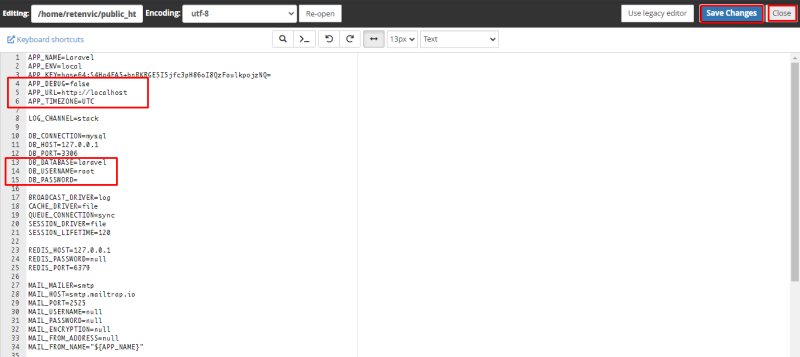 Editing: /home/retenvic/public_ht Encoding: utf-8 Re-open Use legacy editor Save Changes Close
Keyboard shortcuts 13px Text
1 APP_NAME=Laravel
2 APP_ENV=local
3
4 APP_DEBUG=false
5 APP_URL=http://localhost
6 APP_TIMEZONE=UTC
7
8 LOG_CHANNEL=stack
9
10 DB_CONNECTION=mysql
11 DB_HOST=127.0.0.1
12 DB_PORT=3306
13 DB_DATABASE=laravel
14 DB_USERNAME=root
15 DB_PASSWORD=
16
17 BROADCAST_DRIVER=log
18 CACHE_DRIVER=file
19 QUEUE_CONNECTION=sync
20 SESSION_DRIVER=file
21 SESSION_LIFETIME=120
22
23 REDIS_HOST=127.0.0.1
24 REDIS_PASSWORD=null
25 REDIS_PORT=6379
26
27 MAIL_MAILER=smtp
28 MAIL_HOST=smtp.mailtrap.io
29 MAIL_PORT=2525
30 MAIL_USERNAME=null
31 MAIL_PASSWORD=null
32 MAIL_ENCRYPTION=null
33 MAIL_FROM_ADDRESS=null
34 MAIL_FROM_NAME="${APP_NAME}"
35